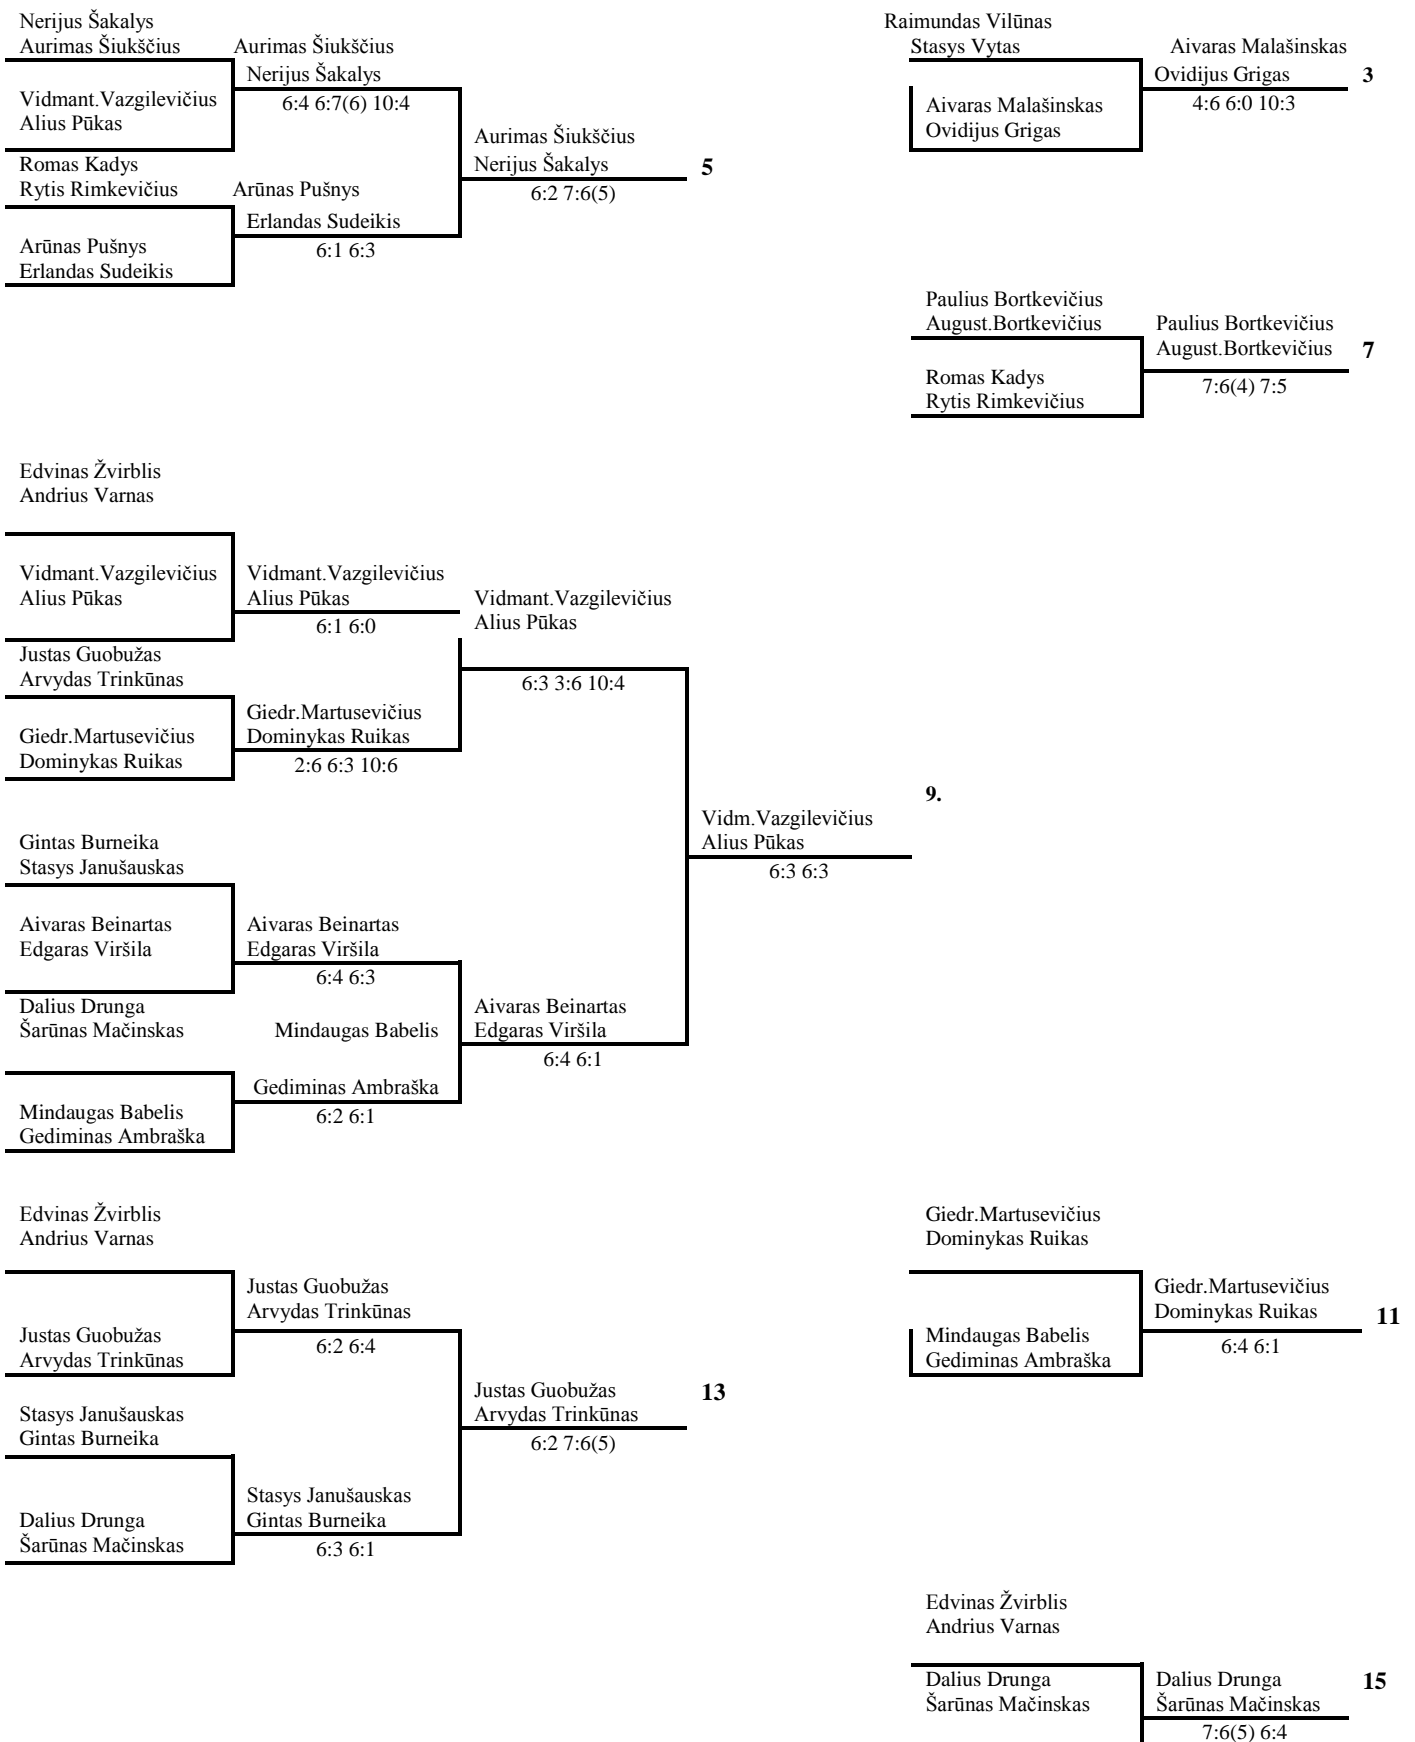 Nerijus Šakalys
Aurimas Šiukščius
Aurimas Šiukščius
Nerijus Šakalys
Vidmant.Vazgilevičius
Alius Pūkas
6:4 6:7(6) 10:4
Aurimas Šiukščius
Nerijus Šakalys
5
6:2 7:6(5)
Romas Kadys
Rytis Rimkevičius
Arūnas Pušnys
Erlandas Sudeikis
6:1 6:3
Arūnas Pušnys
Erlandas Sudeikis
Raimundas Vilūnas
Stasys Vytas
Aivaras Malašinskas
Ovidijus Grigas
3
4:6 6:0 10:3
Aivaras Malašinskas
Ovidijus Grigas
Paulius Bortkevičius
August.Bortkevičius
Paulius Bortkevičius
August.Bortkevičius
7
7:6(4) 7:5
Romas Kadys
Rytis Rimkevičius
Edvinas Žvirblis
Andrius Varnas
Vidmant.Vazgilevičius
Alius Pūkas
Vidmant.Vazgilevičius
Alius Pūkas
6:1 6:0
Vidmant.Vazgilevičius
Alius Pūkas
6:3 3:6 10:4
Justas Guobužas
Arvydas Trinkūnas
Giedr.Martusevičius
Dominykas Ruikas
Giedr.Martusevičius
Dominykas Ruikas
2:6 6:3 10:6
9.
Vidm.Vazgilevičius
Alius Pūkas
6:3 6:3
Gintas Burneika
Stasys Janušauskas
Aivaras Beinartas
Edgaras Viršila
Aivaras Beinartas
Edgaras Viršila
6:4 6:3
Dalius Drunga
Šarūnas Mačinskas
Mindaugas Babelis
Gediminas Ambraška
6:2 6:1
Aivaras Beinartas
Edgaras Viršila
6:4 6:1
Mindaugas Babelis
Gediminas Ambraška
Edvinas Žvirblis
Andrius Varnas
Justas Guobužas
Arvydas Trinkūnas
6:2 6:4
Justas Guobužas
Arvydas Trinkūnas
Justas Guobužas
Arvydas Trinkūnas
13
6:2 7:6(5)
Stasys Janušauskas
Gintas Burneika
Stasys Janušauskas
Gintas Burneika
6:3 6:1
Dalius Drunga
Šarūnas Mačinskas
Giedr.Martusevičius
Dominykas Ruikas
Giedr.Martusevičius
Dominykas Ruikas
11
6:4 6:1
Mindaugas Babelis
Gediminas Ambraška
Edvinas Žvirblis
Andrius Varnas
Dalius Drunga
Šarūnas Mačinskas
Dalius Drunga
Šarūnas Mačinskas
15
7:6(5) 6:4